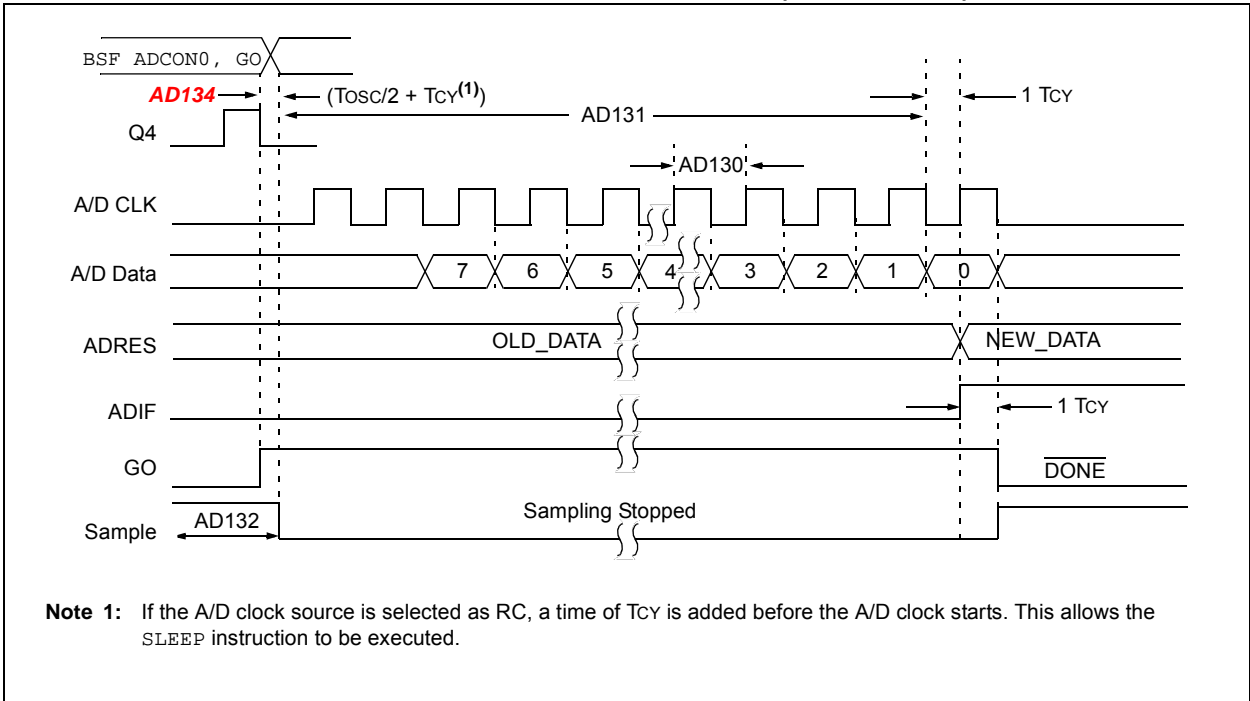 BSF ADCON0, GO
AD134 (TOSC/2 + TCY(1)) 1 TCY
AD131
Q4
AD130
A/D CLK
A/D Data 7 6 5 4 3 2 1 0
ADRES OLD_DATA NEW_DATA
ADIF 1 TCY
GO DONE
Sample AD132 Sampling Stopped
Note 1: If the A/D clock source is selected as RC, a time of TCY is added before the A/D clock starts. This allows the
SLEEP instruction to be executed.